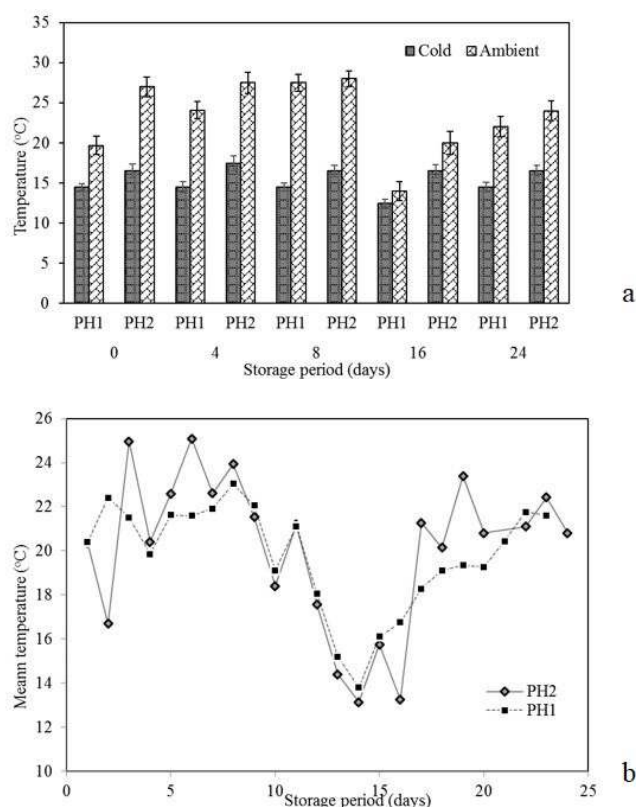 35
30
25
20
15
10
5
0
Temperature (°C)
Cold Ambient
PH1 PH2 PH1 PH2 PH1 PH2 PH1 PH2 PH1 PH2
0 4 8 16 24
Storage period (days)
a
26
24
22
20
18
16
14
12
10
Meann temperature (°C)
PH2
PH1
0 5 10 15 20 25
Storage period (days)
b